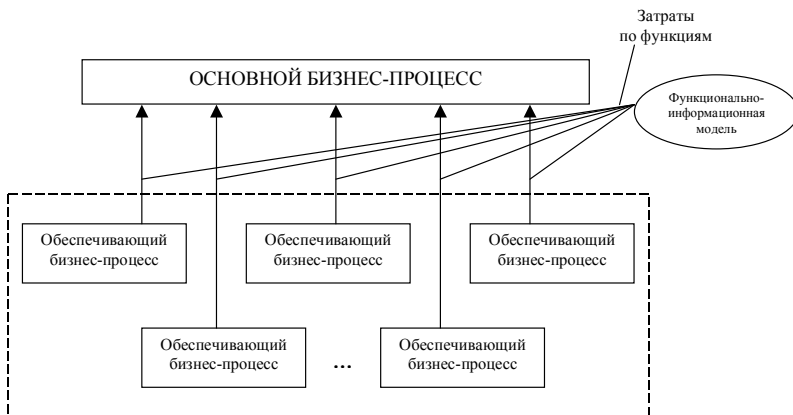 Затраты
по функциям
ОСНОВНОЙ БИЗНЕС-ПРОЦЕСС
Функционально-
информационная
модель
Обеспечивающий
бизнес-процесс
Обеспечивающий
бизнес-процесс
Обеспечивающий
бизнес-процесс
Обеспечивающий
бизнес-процесс
...
Обеспечивающий
бизнес-процесс